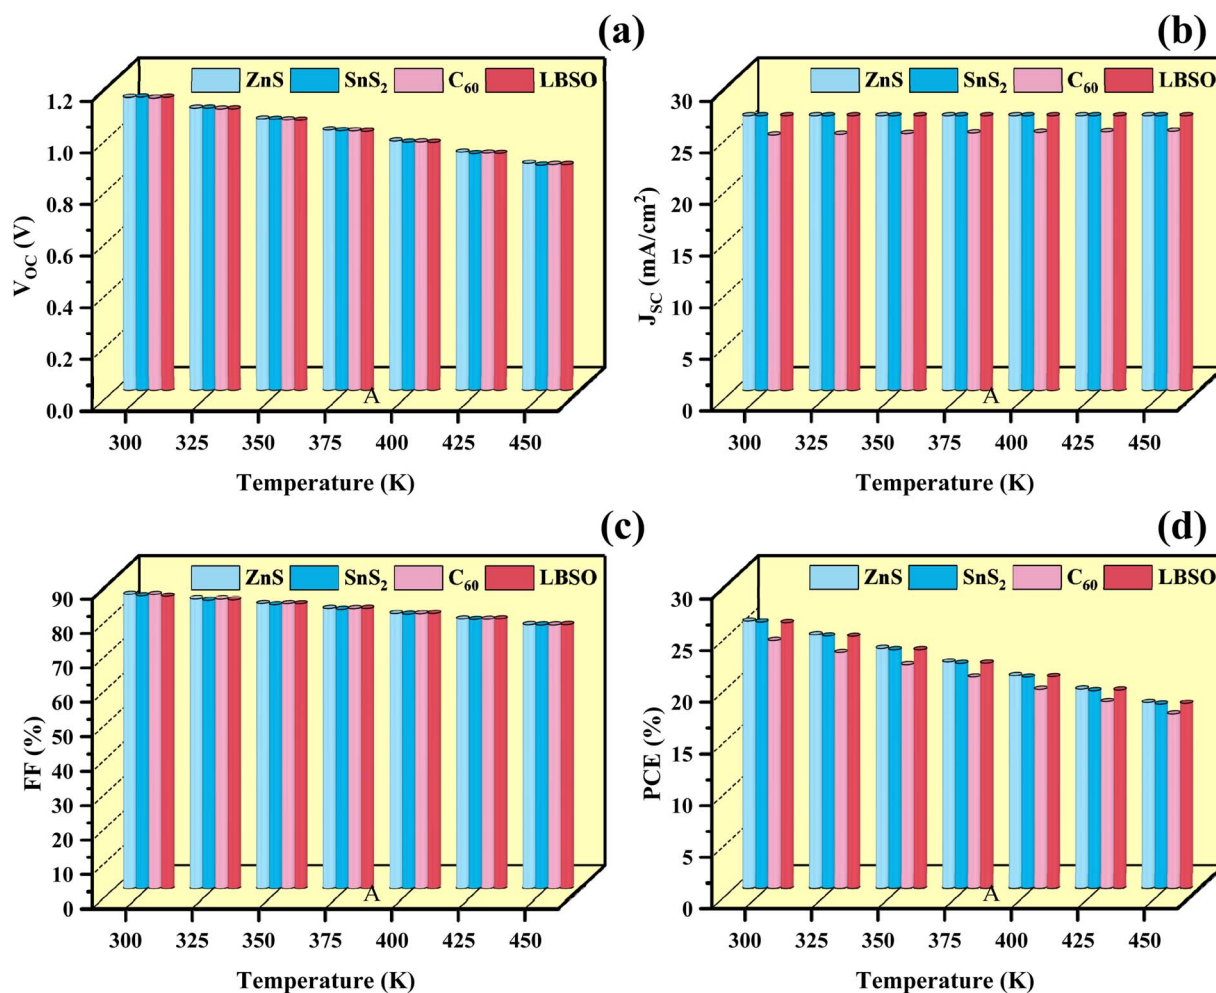 (a)
ZnS SnS₂ C₆₀ LBSO
1.2
1.0
0.8
0.6
0.4
0.2
0.0
V_OC (V)
A
300 325 350 375 400 425 450
Temperature (K)
(b)
ZnS SnS₂ C₆₀ LBSO
30
25
20
15
10
5
0
J_SC (mA/cm²)
A
300 325 350 375 400 425 450
Temperature (K)
(c)
ZnS SnS₂ C₆₀ LBSO
90
80
70
60
50
40
30
20
10
0
FF (%)
A
300 325 350 375 400 425 450
Temperature (K)
(d)
ZnS SnS₂ C₆₀ LBSO
30
25
20
15
10
5
0
PCE (%)
A
300 325 350 375 400 425 450
Temperature (K)